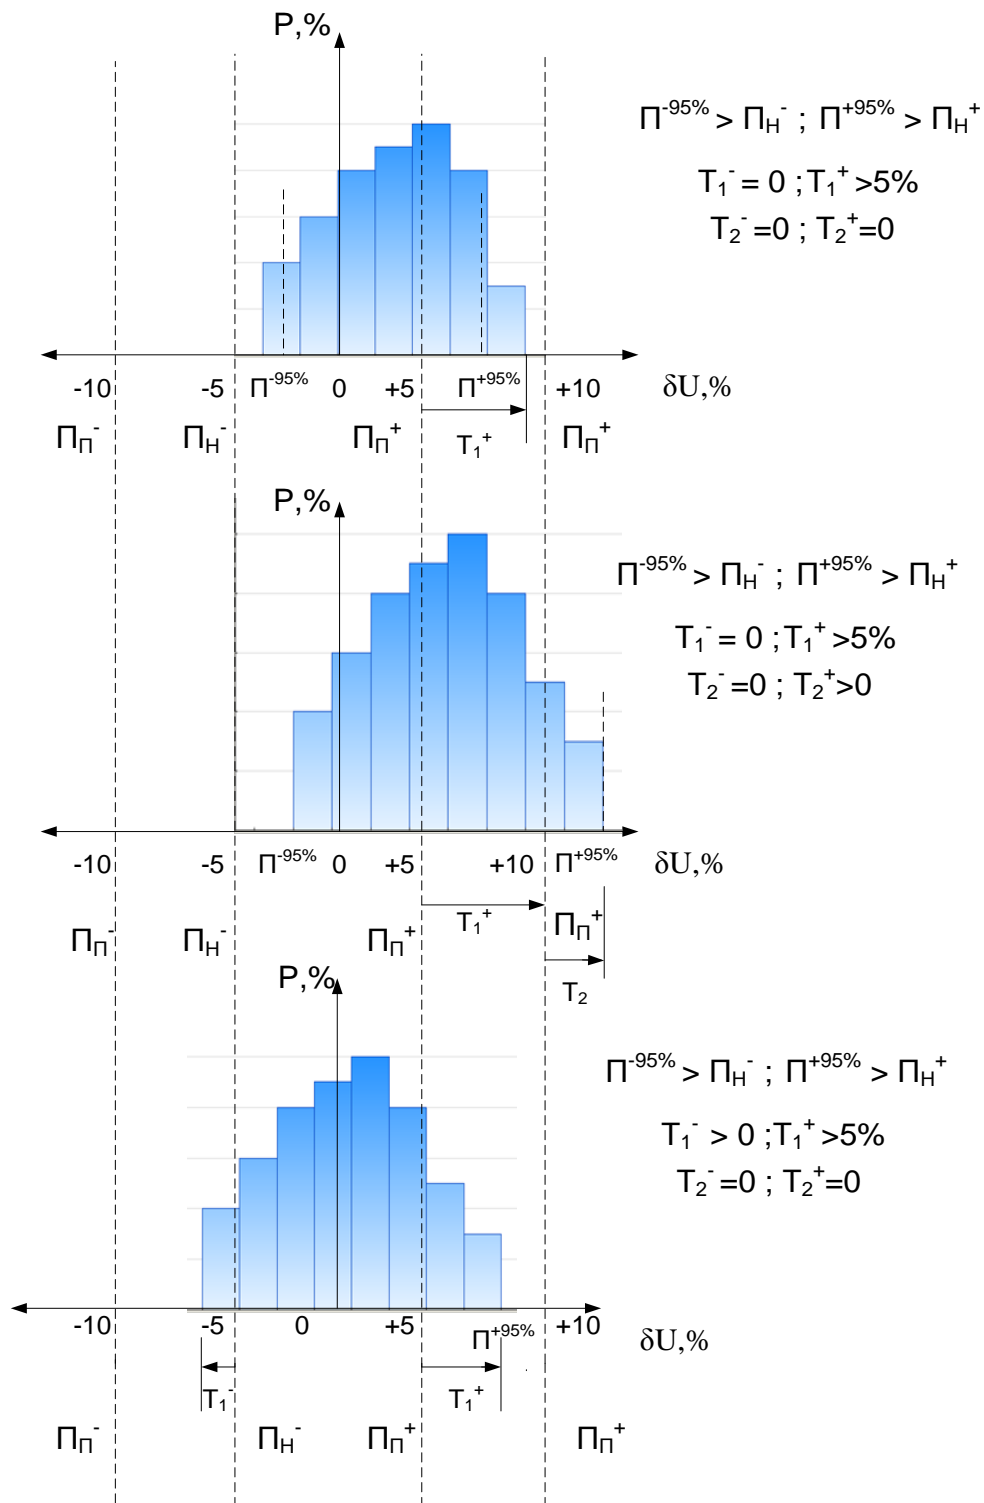 P,%
П-95% > ПН- ; П+95% > ПН+
T1- = 0 ;T1+ >5%
T2- =0 ; T2+=0
-10 -5 П-95% 0 +5 П+95% +10 δU,%
ПП- ПН- ПП+ T1+ ПП+
P,%
П-95% > ПН- ; П+95% > ПН+
T1- = 0 ;T1+ >5%
T2- =0 ; T2+>0
-10 -5 П-95% 0 +5 +10 П+95% δU,%
T1+ ПП+
ПП- ПН- ПП+
T2
P,%
П-95% > ПН- ; П+95% > ПН+
T1- > 0 ;T1+ >5%
T2- =0 ; T2+=0
-10 -5 0 +5 П+95% +10 δU,%
T1- T1+
ПП- ПН- ПП+ ПП+